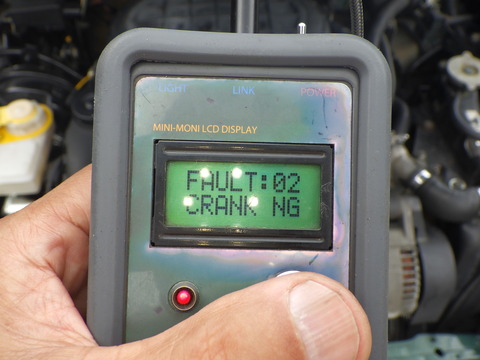 LIGHT LINK POWER
MINI-MONI LCD DISPLAY
FAULT:02
CRANK NG